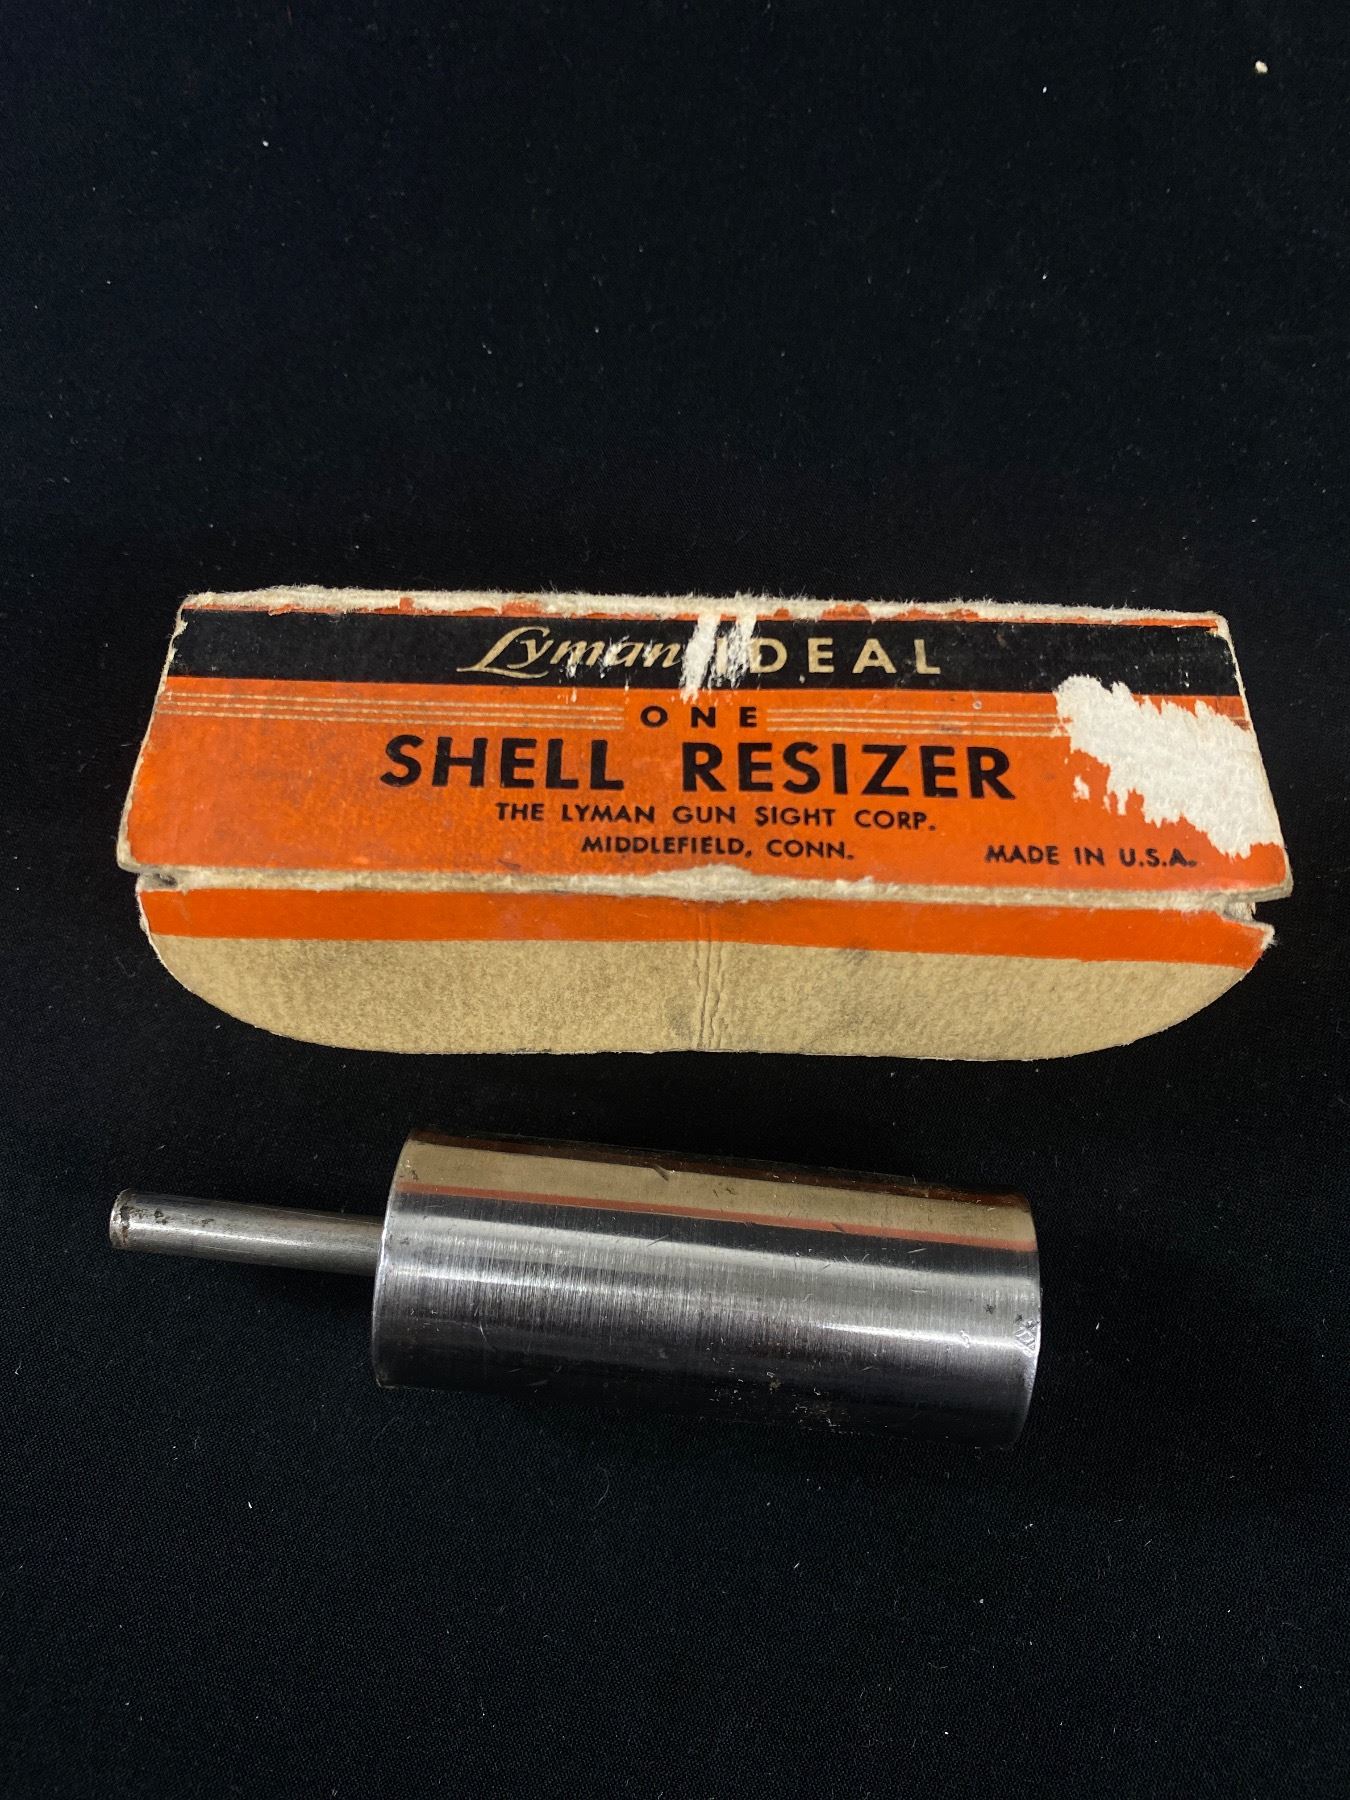 Lyman IDEAL
ONE
SHELL RESIZER
THE LYMAN GUN SIGHT CORP.
MIDDLEFIELD, CONN.
MADE IN U.S.A.